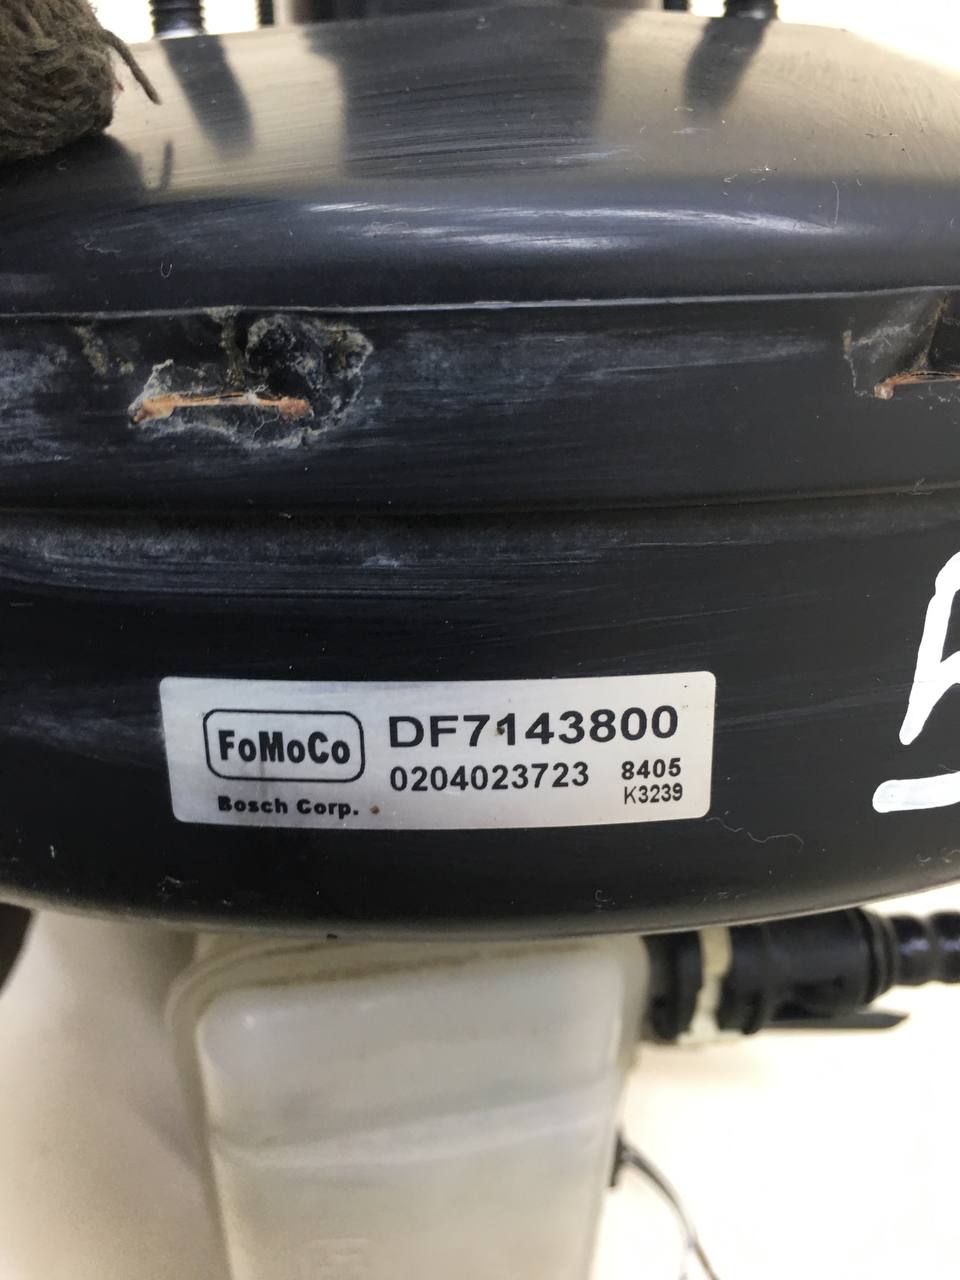 FoMoCo
Bosch Corp.
DF7143800
0204023723
8405
K3239